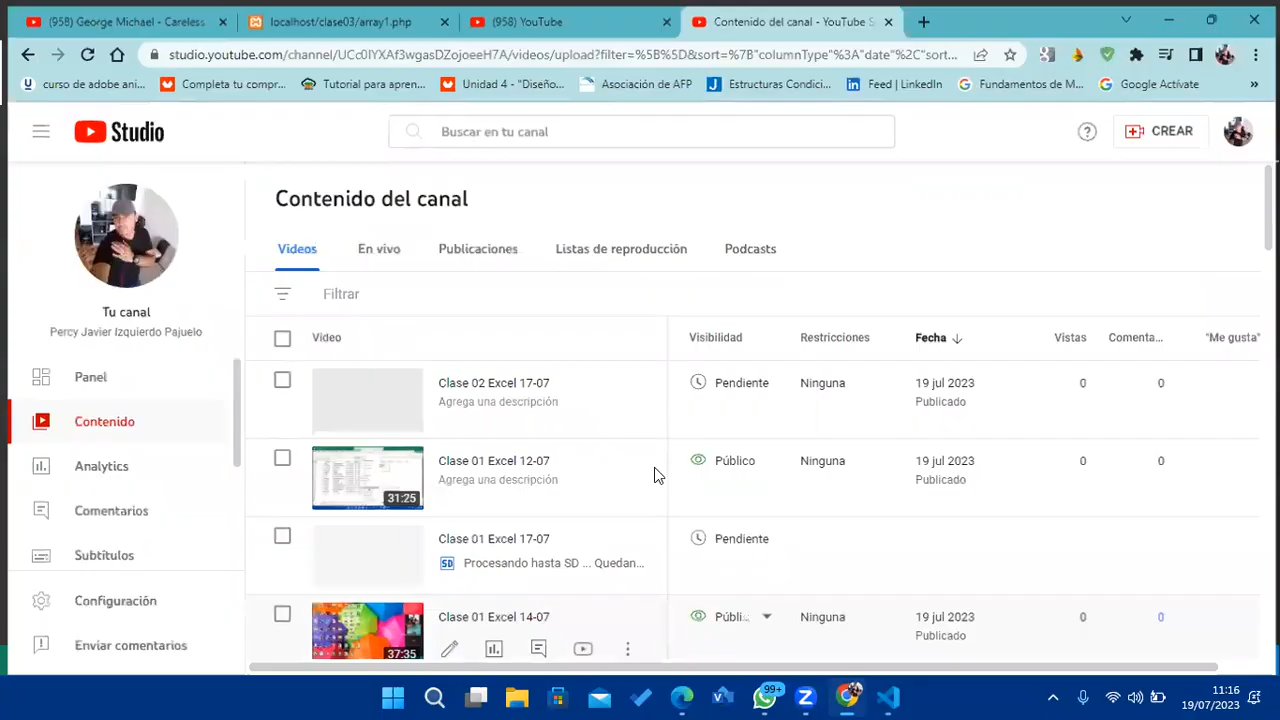 (958) George Michael - Careless
localhost/clase03/array1.php
(958) YouTube
Contenido del canal - YouTube S
studio.youtube.com/channel/UCc0IYXAf3wgasDZojoeeH7A/videos/upload?filter=%5B%5D&sort=%7B"columnType"%3A"date"%2C"sort...
curso de adobe ani...
Completa tu compr...
Tutorial para apren...
Unidad 4 - "Diseño...
Asociación de AFP
Estructuras Condici...
Feed | LinkedIn
Fundamentos de M...
Google Actívate
»
Studio
Buscar en tu canal
CREAR
Contenido del canal
Videos
En vivo
Publicaciones
Listas de reproducción
Podcasts
Filtrar
Tu canal
Percy Javier Izquierdo Pajuelo
Panel
Contenido
Analytics
Comentarios
Subtítulos
Configuración
Enviar comentarios
Video
Visibilidad
Restricciones
Fecha
Vistas
Comenta...
"Me gusta"
Clase 02 Excel 17-07
Agrega una descripción
Pendiente
Ninguna
19 jul 2023
Publicado
0
0
31:25
Clase 01 Excel 12-07
Agrega una descripción
Público
Ninguna
19 jul 2023
Publicado
0
0
Clase 01 Excel 17-07
SD Procesando hasta SD ... Quedan...
Pendiente
37:35
Clase 01 Excel 14-07
Públi...
Ninguna
19 jul 2023
Publicado
0
0
99+
11:16
19/07/2023